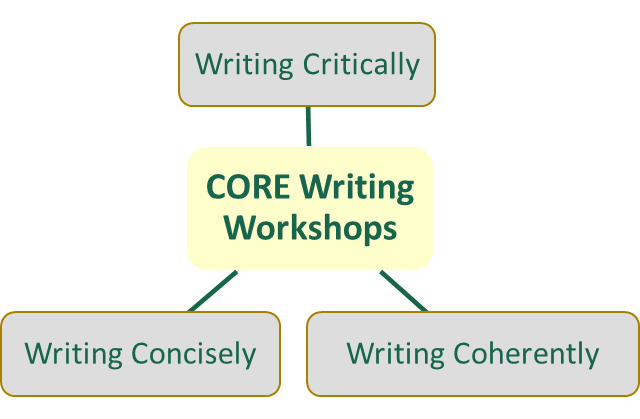 Writing Critically
CORE Writing
Workshops
Writing Concisely
Writing Coherently